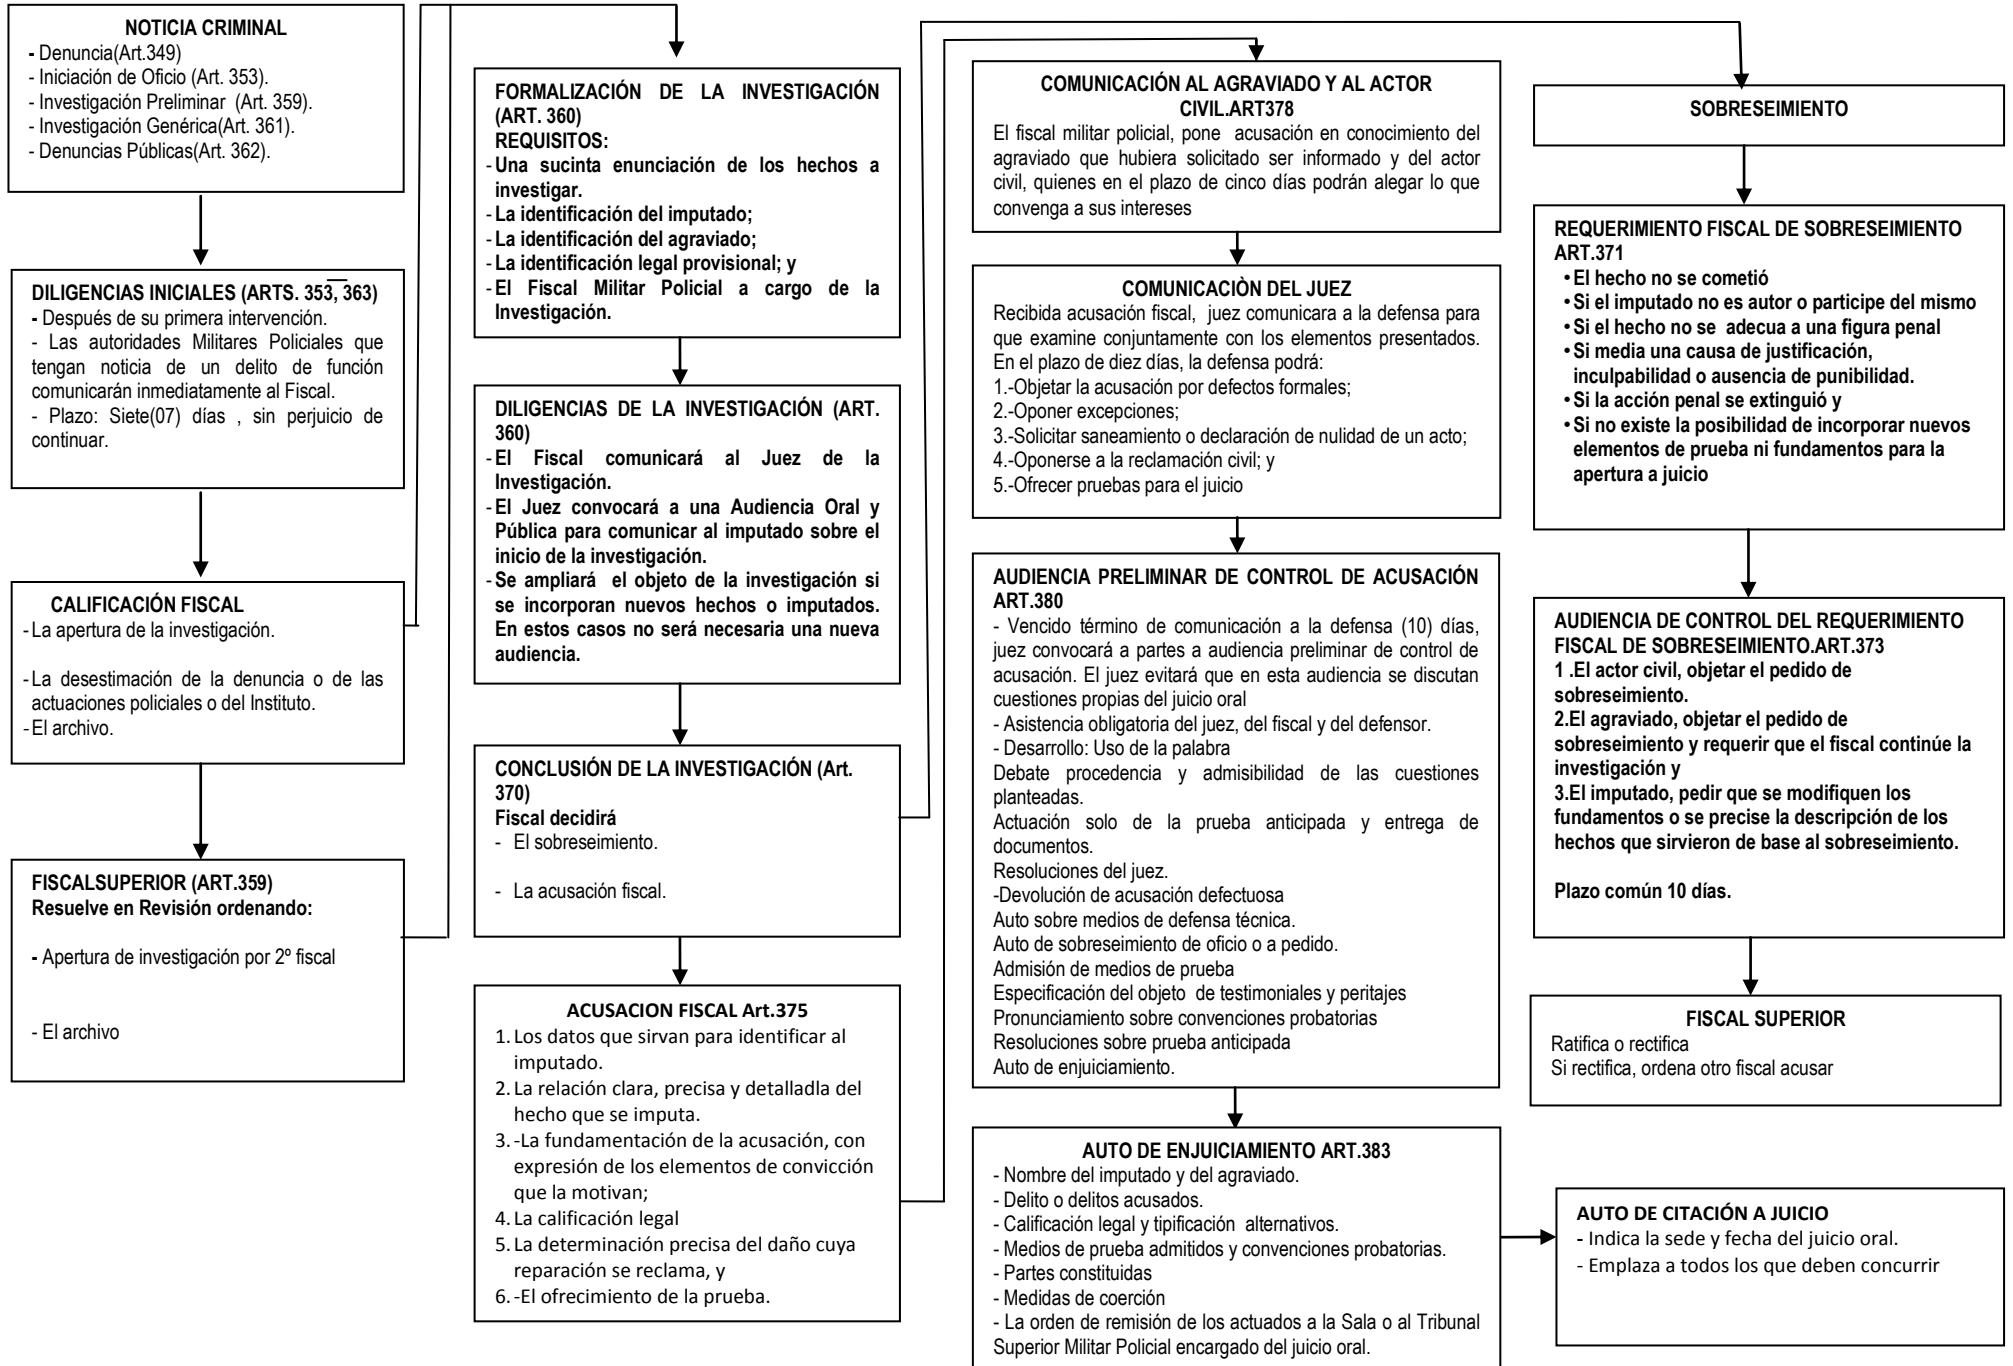 NOTICIA CRIMINAL
- Denuncia(Art.349)
- Iniciación de Oficio (Art. 353).
- Investigación Preliminar (Art. 359).
- Investigación Genérica(Art. 361).
- Denuncias Públicas(Art. 362).
DILIGENCIAS INICIALES (ARTS. 353, 363)
- Después de su primera intervención.
- Las autoridades Militares Policiales que
tengan noticia de un delito de función
comunicarán inmediatamente al Fiscal.
- Plazo: Siete(07) días , sin perjuicio de
continuar.
CALIFICACIÓN FISCAL
- La apertura de la investigación.
- La desestimación de la denuncia o de las
actuaciones policiales o del Instituto.
- El archivo.
FISCALSUPERIOR (ART.359)
Resuelve en Revisión ordenando:
- Apertura de investigación por 2º fiscal
- El archivo
FORMALIZACIÓN DE LA INVESTIGACIÓN
(ART. 360)
REQUISITOS:
- Una sucinta enunciación de los hechos a
investigar.
- La identificación del imputado;
- La identificación del agraviado;
- La identificación legal provisional; y
- El Fiscal Militar Policial a cargo de la
Investigación.
DILIGENCIAS DE LA INVESTIGACIÓN (ART.
360)
- El Fiscal comunicará al Juez de la
Investigación.
- El Juez convocará a una Audiencia Oral y
Pública para comunicar al imputado sobre el
inicio de la investigación.
- Se ampliará el objeto de la investigación si
se incorporan nuevos hechos o imputados.
En estos casos no será necesaria una nueva
audiencia.
CONCLUSIÓN DE LA INVESTIGACIÓN (Art.
370)
Fiscal decidirá
- El sobreseimiento.
- La acusación fiscal.
ACUSACION FISCAL Art.375
1. Los datos que sirvan para identificar al
imputado.
2. La relación clara, precisa y detalladla del
hecho que se imputa.
3. -La fundamentación de la acusación, con
expresión de los elementos de convicción
que la motivan;
4. La calificación legal
5. La determinación precisa del daño cuya
reparación se reclama, y
6. -El ofrecimiento de la prueba.
COMUNICACIÓN AL AGRAVIADO Y AL ACTOR
CIVIL.ART378
El fiscal militar policial, pone acusación en conocimiento del
agraviado que hubiera solicitado ser informado y del actor
civil, quienes en el plazo de cinco días podrán alegar lo que
convenga a sus intereses
COMUNICACIÒN DEL JUEZ
Recibida acusación fiscal, juez comunicara a la defensa para
que examine conjuntamente con los elementos presentados.
En el plazo de diez días, la defensa podrá:
1.-Objetar la acusación por defectos formales;
2.-Oponer excepciones;
3.-Solicitar saneamiento o declaración de nulidad de un acto;
4.-Oponerse a la reclamación civil; y
5.-Ofrecer pruebas para el juicio
AUDIENCIA PRELIMINAR DE CONTROL DE ACUSACIÓN
ART.380
- Vencido término de comunicación a la defensa (10) días,
juez convocará a partes a audiencia preliminar de control de
acusación. El juez evitará que en esta audiencia se discutan
cuestiones propias del juicio oral
- Asistencia obligatoria del juez, del fiscal y del defensor.
- Desarrollo: Uso de la palabra
Debate procedencia y admisibilidad de las cuestiones
planteadas.
Actuación solo de la prueba anticipada y entrega de
documentos.
Resoluciones del juez.
-Devolución de acusación defectuosa
Auto sobre medios de defensa técnica.
Auto de sobreseimiento de oficio o a pedido.
Admisión de medios de prueba
Especificación del objeto de testimoniales y peritajes
Pronunciamiento sobre convenciones probatorias
Resoluciones sobre prueba anticipada
Auto de enjuiciamiento.
AUTO DE ENJUICIAMIENTO ART.383
- Nombre del imputado y del agraviado.
- Delito o delitos acusados.
- Calificación legal y tipificación alternativos.
- Medios de prueba admitidos y convenciones probatorias.
- Partes constituidas
- Medidas de coerción
- La orden de remisión de los actuados a la Sala o al Tribunal
Superior Militar Policial encargado del juicio oral.
SOBRESEIMIENTO
REQUERIMIENTO FISCAL DE SOBRESEIMIENTO
ART.371
• El hecho no se cometió
• Si el imputado no es autor o participe del mismo
• Si el hecho no se adecua a una figura penal
• Si media una causa de justificación,
inculpabilidad o ausencia de punibilidad.
• Si la acción penal se extinguió y
• Si no existe la posibilidad de incorporar nuevos
elementos de prueba ni fundamentos para la
apertura a juicio
AUDIENCIA DE CONTROL DEL REQUERIMIENTO
FISCAL DE SOBRESEIMIENTO.ART.373
1 .El actor civil, objetar el pedido de
sobreseimiento.
2.El agraviado, objetar el pedido de
sobreseimiento y requerir que el fiscal continúe la
investigación y
3.El imputado, pedir que se modifiquen los
fundamentos o se precise la descripción de los
hechos que sirvieron de base al sobreseimiento.
Plazo común 10 días.
FISCAL SUPERIOR
Ratifica o rectifica
Si rectifica, ordena otro fiscal acusar
AUTO DE CITACIÓN A JUICIO
- Indica la sede y fecha del juicio oral.
- Emplaza a todos los que deben concurrir